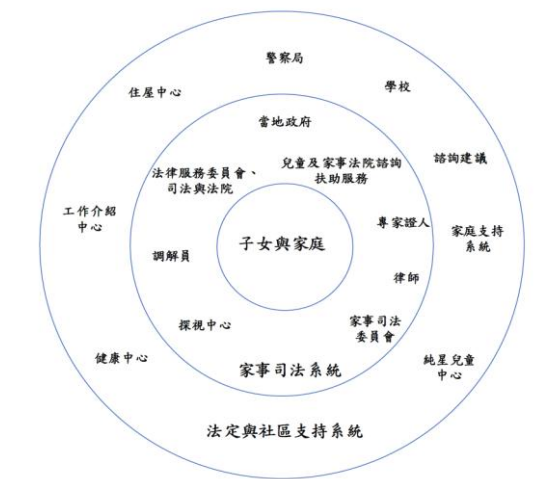 警察局
住屋中心
學校
當地政府
兒童及家事法院諮詢
扶助服務
法律服務委員會、
司法與法院
諮詢建議
工作介紹
中心
專家證人
家庭支持
系統
子女與家庭
調解員
律師
探視中心
家事司法
委員會
健康中心
純星兒童
中心
家事司法系統
法定與社區支持系統